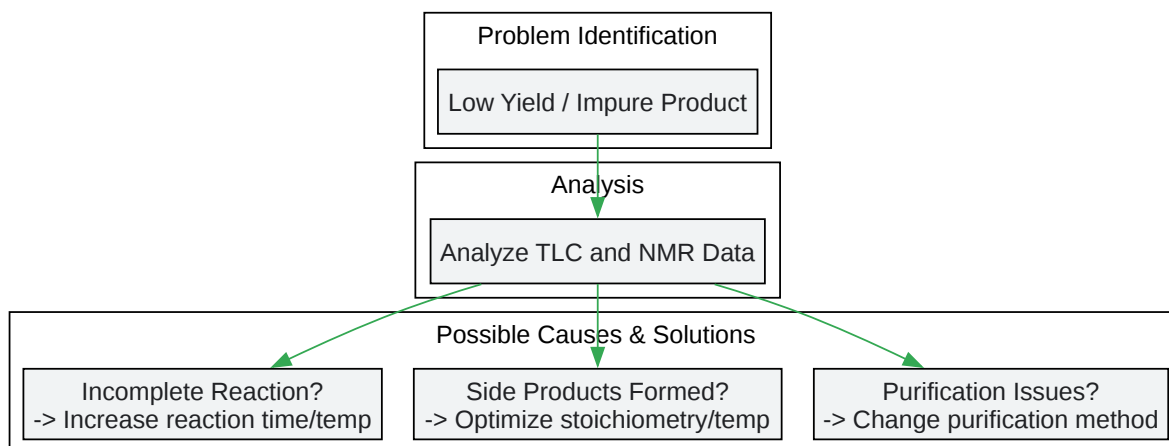 Problem Identification
Low Yield / Impure Product
Analysis
Analyze TLC and NMR Data
Possible Causes & Solutions
Incomplete Reaction?
-> Increase reaction time/temp
Side Products Formed?
-> Optimize stoichiometry/temp
Purification Issues?
-> Change purification method